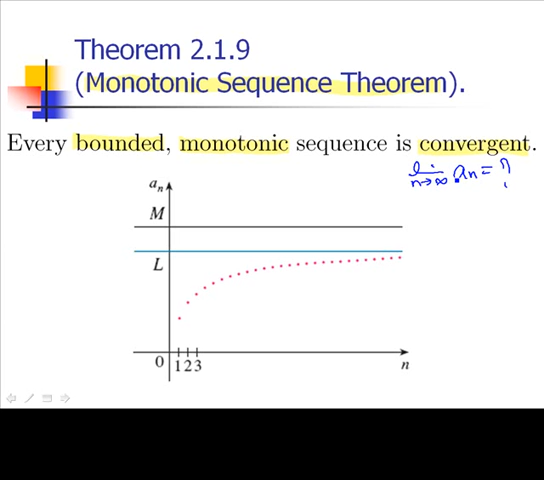 Theorem 2.1.9
(Monotonic Sequence Theorem).
Every bounded, monotonic sequence is convergent.
lim n→∞ an = ?
an
M
L
0 1 2 3 n